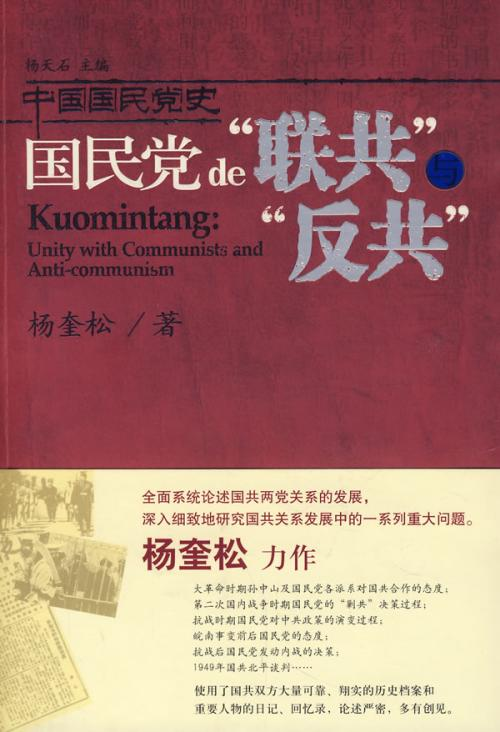 杨天石 主编
中国国民党史
国民党 de “联共” 与
“反共”
Kuomintang:
Unity with Communists and
Anti-communism
杨奎松 / 著
全面系统论述国共两党关系的发展，
深入细致地研究国共关系发展中的一系列重大问题。
杨奎松 力作
大革命时期孙中山及国民党各派系对国共合作的态度；
第二次国内战争时期国民党的“剿共”决策过程；
抗战时期国民党对中共政策的演变过程；
皖南事变前后国民党的态度；
抗战后国民党发动内战的决策；
1949年国共北平谈判……
使用了国共双方大量可靠、翔实的历史档案和
重要人物的日记、回忆录，论述严密，多有创见。